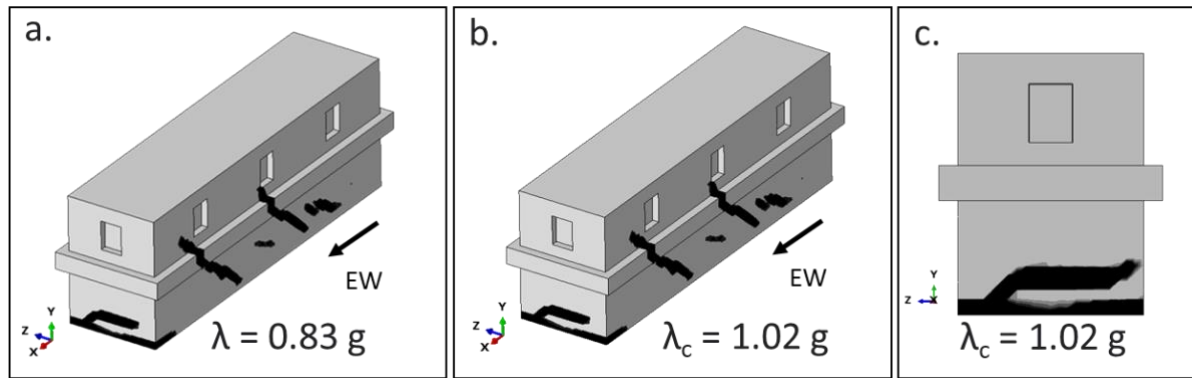 a.
Y
Z
X
EW
λ = 0.83 g
b.
Y
Z
X
EW
λc = 1.02 g
c.
Y
Z
X
λc = 1.02 g